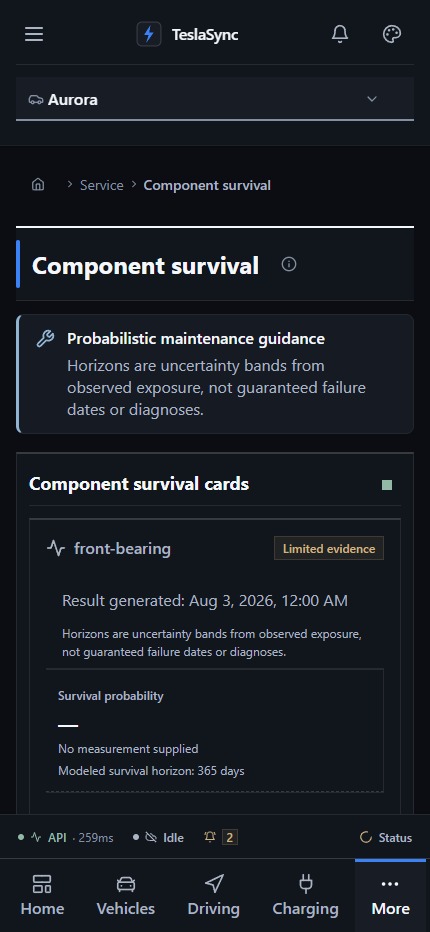 TeslaSync
Aurora
Service
Component survival
Component survival
Probabilistic maintenance guidance
Horizons are uncertainty bands from
observed exposure, not guaranteed failure
dates or diagnoses.
Component survival cards
front-bearing
Limited evidence
Result generated: Aug 3, 2026, 12:00 AM
Horizons are uncertainty bands from observed exposure,
not guaranteed failure dates or diagnoses.
Survival probability
—
No measurement supplied
Modeled survival horizon: 365 days
API · 259ms
Idle
2
Status
Home
Vehicles
Driving
Charging
More